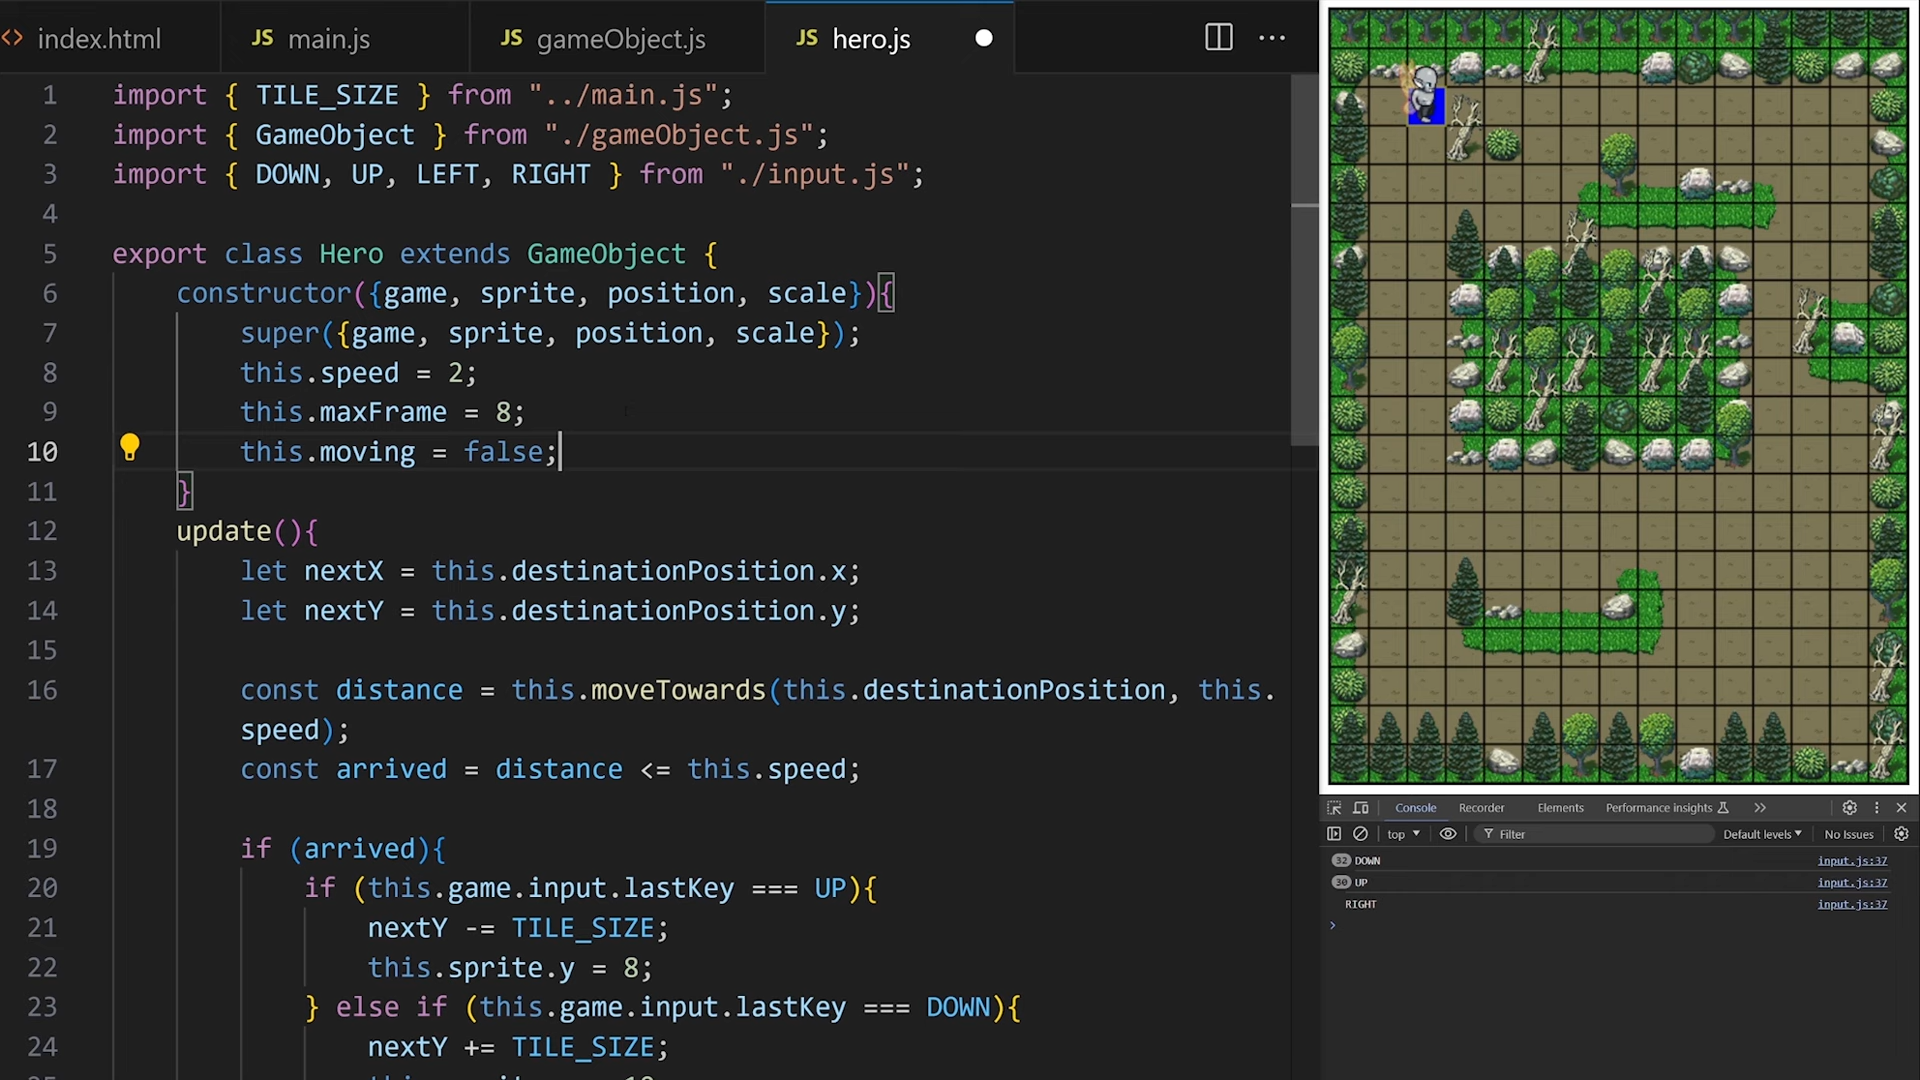 <> index.html
JS main.js
JS gameObject.js
JS hero.js
1 import { TILE_SIZE } from "../main.js";
2 import { GameObject } from "./gameObject.js";
3 import { DOWN, UP, LEFT, RIGHT } from "./input.js";
4
5 export class Hero extends GameObject {
6 constructor({game, sprite, position, scale}){
7 super({game, sprite, position, scale});
8 this.speed = 2;
9 this.maxFrame = 8;
10 this.moving = false;
11 }
12 update(){
13 let nextX = this.destinationPosition.x;
14 let nextY = this.destinationPosition.y;
15
16 const distance = this.moveTowards(this.destinationPosition, this.
speed);
17 const arrived = distance <= this.speed;
18
19 if (arrived){
20 if (this.game.input.lastKey === UP){
21 nextY -= TILE_SIZE;
22 this.sprite.y = 8;
23 } else if (this.game.input.lastKey === DOWN){
24 nextY += TILE_SIZE;
Console Recorder Elements Performance insights
top Filter Default levels No Issues
32 DOWN input.js:37
30 UP input.js:37
RIGHT input.js:37
>